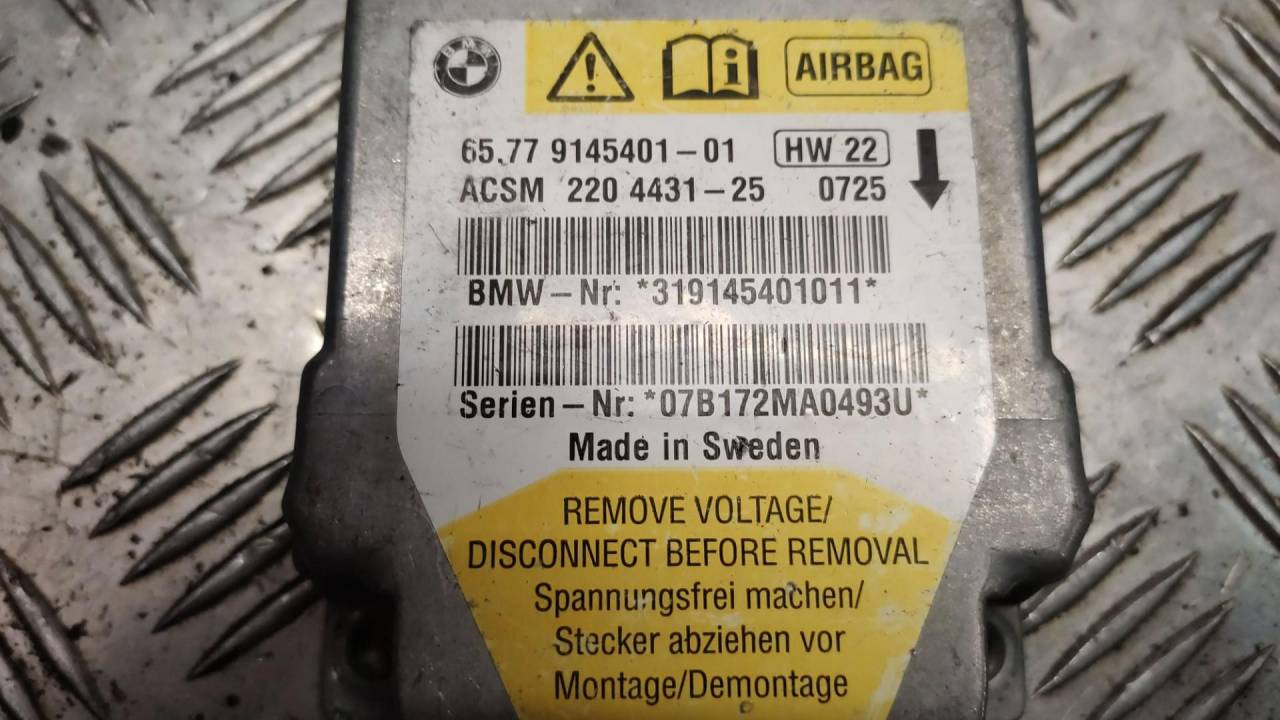 BMW
AIRBAG
65.77 9145401-01 HW 22
ACSM 220 4431-25 0725
BMW-Nr: *319145401011*
Serien-Nr: *07B172MA0493U*
Made in Sweden
REMOVE VOLTAGE/
DISCONNECT BEFORE REMOVAL
Spannungsfrei machen/
Stecker abziehen vor
Montage/Demontage